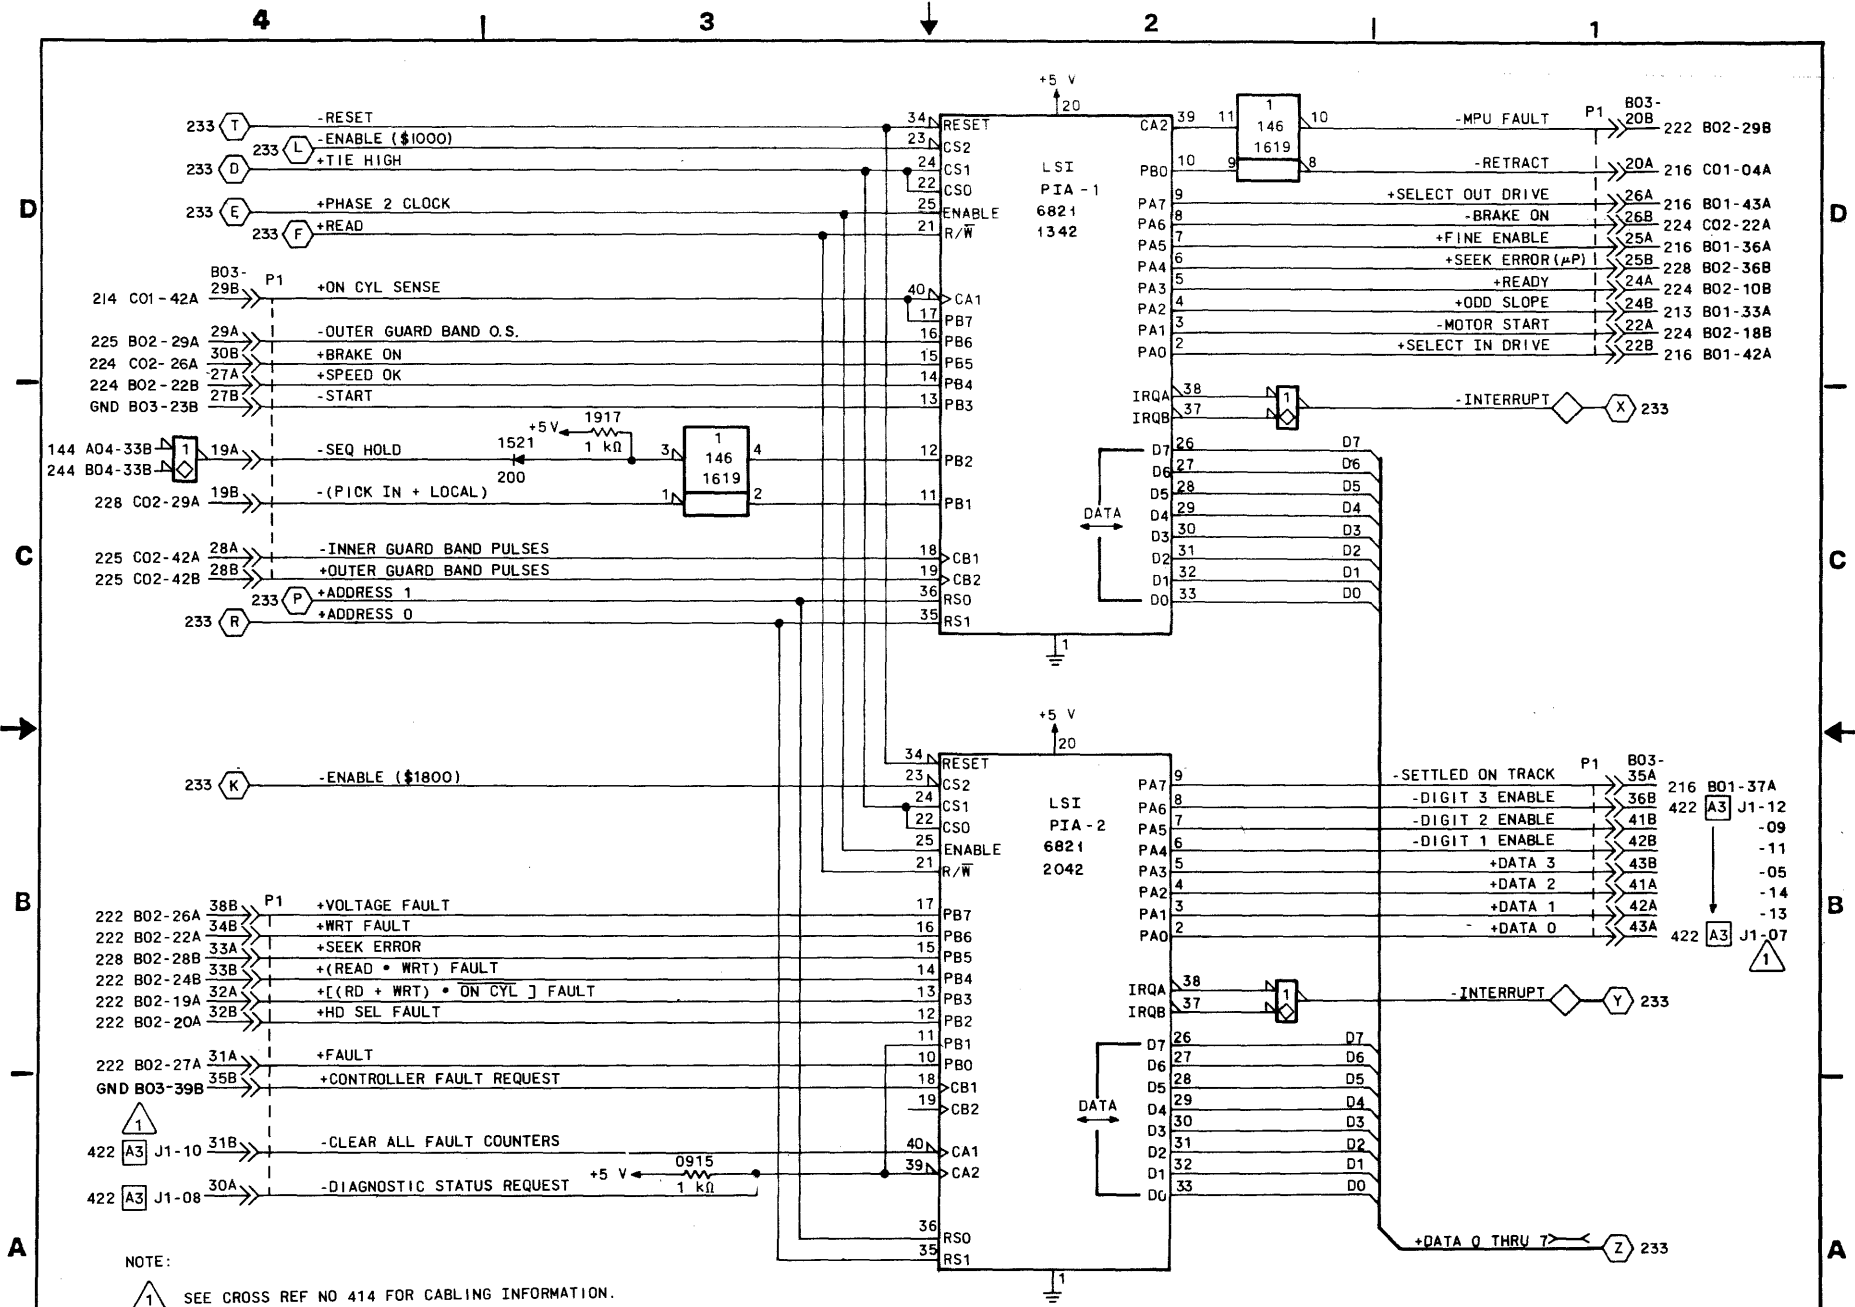 4 3 2 1
+5 V
20
233 T -RESET 34 RESET
233 L -ENABLE ($1000) 23 CS2
233 D +TIE HIGH 24 CS1
22 CS0
233 E +PHASE 2 CLOCK 25 ENABLE
233 F +READ 21 R/W̅
LSI
PIA-1
6821
1342
CA2 39 11 1 146 1619 10 -MPU FAULT P1 B03- 20B 222 B02-29B
PB0 10 9 8 -RETRACT 20A 216 C01-04A
PA7 9 +SELECT OUT DRIVE 26A 216 B01-43A
PA6 8 -BRAKE ON 26B 224 C02-22A
PA5 7 +FINE ENABLE 25A 216 B01-36A
PA4 6 +SEEK ERROR(μP) 25B 228 B02-36B
PA3 5 +READY 24A 224 B02-10B
PA2 4 +ODD SLOPE 24B 213 B01-33A
PA1 3 -MOTOR START 22A 224 B02-18B
PA0 2 +SELECT IN DRIVE 22B 216 B01-42A
D D
B03- P1
214 C01-42A 29B +ON CYL SENSE 40 CA1
17 PB7
225 B02-29A 29A -OUTER GUARD BAND O.S. 16 PB6
224 C02-26A 30B +BRAKE ON 15 PB5
224 B02-22B 27A +SPEED OK 14 PB4
GND B03-23B 27B -START 13 PB3
144 A04-33B
244 B04-33B 1 19A -SEQ HOLD 1521 200 +5V 1917 1 kΩ 3 1 146 1619 4 12 PB2
228 C02-29A 19B -(PICK IN + LOCAL) 1 2 11 PB1
225 C02-42A 28A -INNER GUARD BAND PULSES 18 CB1
225 C02-42B 28B +OUTER GUARD BAND PULSES 19 CB2
233 P +ADDRESS 1 36 RS0
233 R +ADDRESS 0 35 RS1
IRQA 38 1 -INTERRUPT X 233
IRQB 37
DATA
D7 26 D7
D6 27 D6
D5 28 D5
D4 29 D4
D3 30 D3
D2 31 D2
D1 32 D1
D0 33 D0
1
C C
+5 V
20
34 RESET
233 K -ENABLE ($1800) 23 CS2
24 CS1
22 CS0
25 ENABLE
21 R/W̅
LSI
PIA-2
6821
2042
P1 B03-
PA7 9 -SETTLED ON TRACK 35A 216 B01-37A
PA6 8 -DIGIT 3 ENABLE 36B 422 A3 J1-12
PA5 7 -DIGIT 2 ENABLE 41B -09
PA4 6 -DIGIT 1 ENABLE 42B -11
PA3 5 +DATA 3 43B -05
PA2 4 +DATA 2 41A -14
PA1 3 +DATA 1 42A -13
PA0 2 +DATA 0 43A 422 A3 J1-07
1
B B
P1
222 B02-26A 38B +VOLTAGE FAULT 17 PB7
222 B02-22A 34B +WRT FAULT 16 PB6
228 B02-28B 33A +SEEK ERROR 15 PB5
222 B02-24B 33B +(READ • WRT) FAULT 14 PB4
222 B02-19A 32A +[(RD + WRT) • O̅N̅ C̅Y̅L̅ ] FAULT 13 PB3
222 B02-20A 32B +HD SEL FAULT 12 PB2
11 PB1
222 B02-27A 31A +FAULT 10 PB0
GND B03-39B 35B +CONTROLLER FAULT REQUEST 18 CB1
19 CB2
1
422 A3 J1-10 31B -CLEAR ALL FAULT COUNTERS 40 CA1
+5 V 0915 1 kΩ 39 CA2
422 A3 J1-08 30A -DIAGNOSTIC STATUS REQUEST
36 RS0
35 RS1
IRQA 38 1 -INTERRUPT Y 233
IRQB 37
DATA
D7 26 D7
D6 27 D6
D5 28 D5
D4 29 D4
D3 30 D3
D2 31 D2
D1 32 D1
D0 33 D0
1
+DATA 0 THRU 7 Z 233
A A
NOTE:
1 SEE CROSS REF NO 414 FOR CABLING INFORMATION.